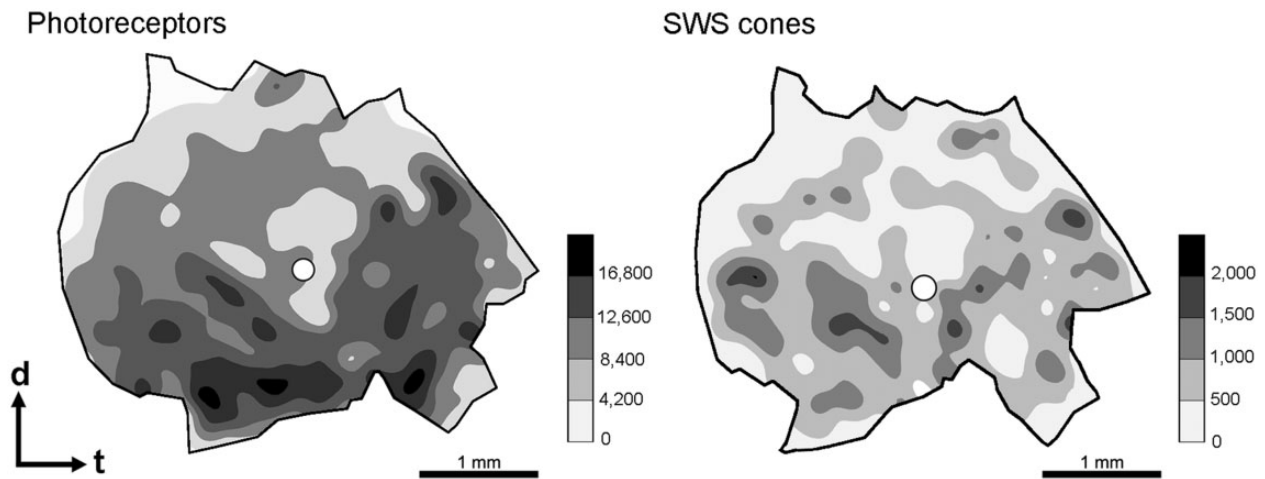 Photoreceptors
SWS cones
16,800
12,600
8,400
4,200
0
2,000
1,500
1,000
500
0
d
t
1 mm
1 mm